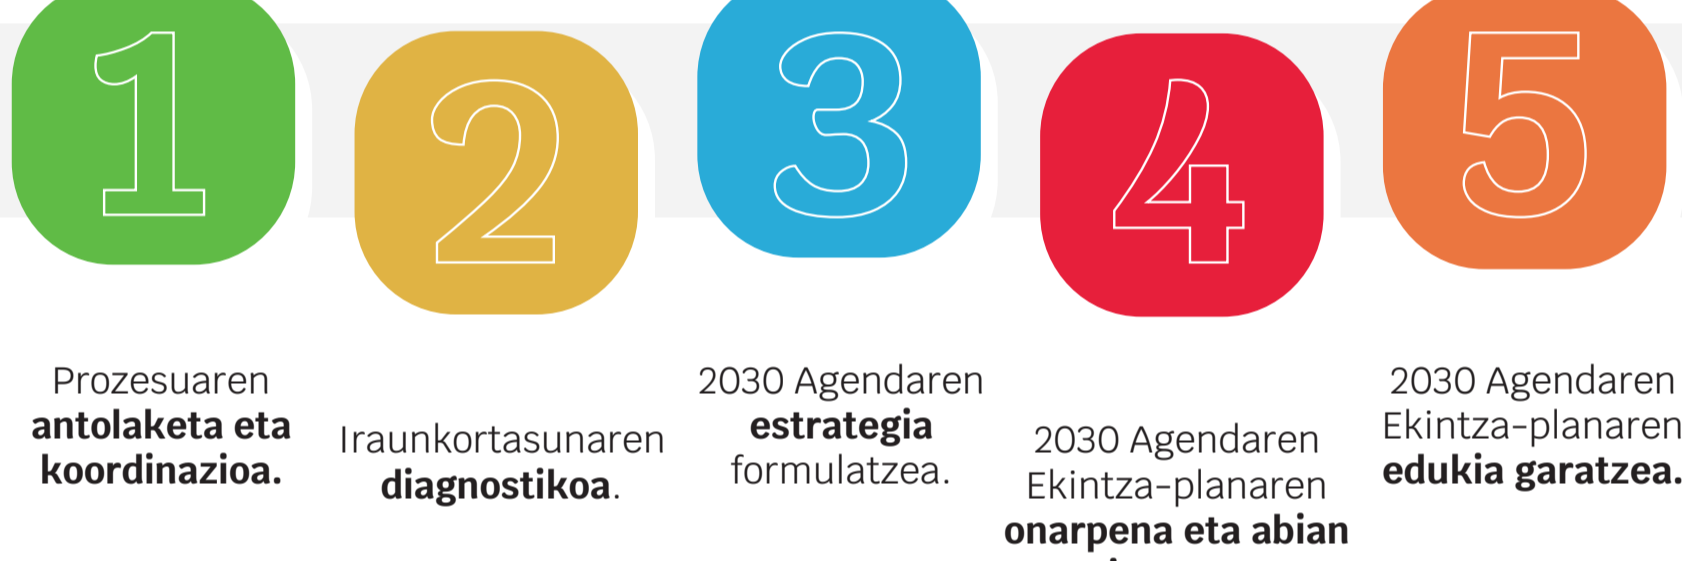 1
2
3
4
5
Prozesuaren
antolaketa eta
koordinazioa.
Iraunkortasunaren
diagnostikoa.
2030 Agendaren
estrategia
formulatzea.
2030 Agendaren
Ekintza-planaren
onarpena eta abian
2030 Agendaren
Ekintza-planaren
edukia garatzea.